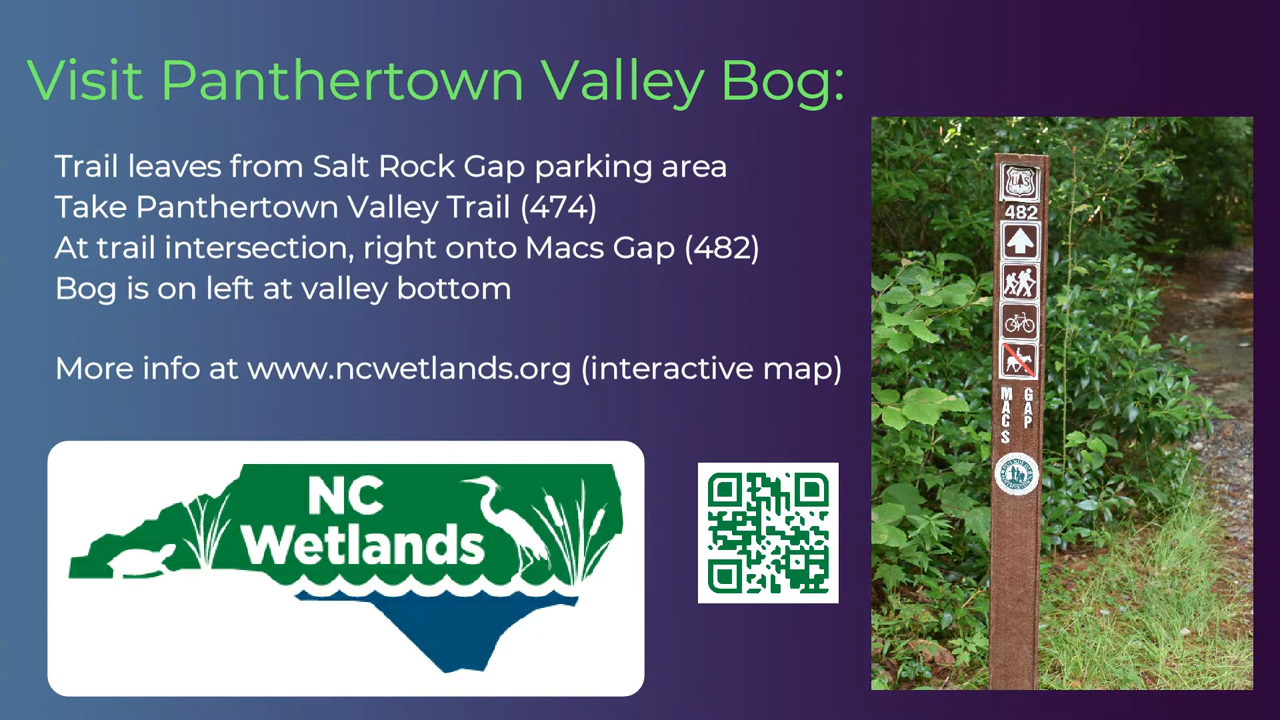 Visit Panthertown Valley Bog:
Trail leaves from Salt Rock Gap parking area
Take Panthertown Valley Trail (474)
At trail intersection, right onto Macs Gap (482)
Bog is on left at valley bottom
More info at www.ncwetlands.org (interactive map)
NC
Wetlands
UAS
482
MACS
GAP